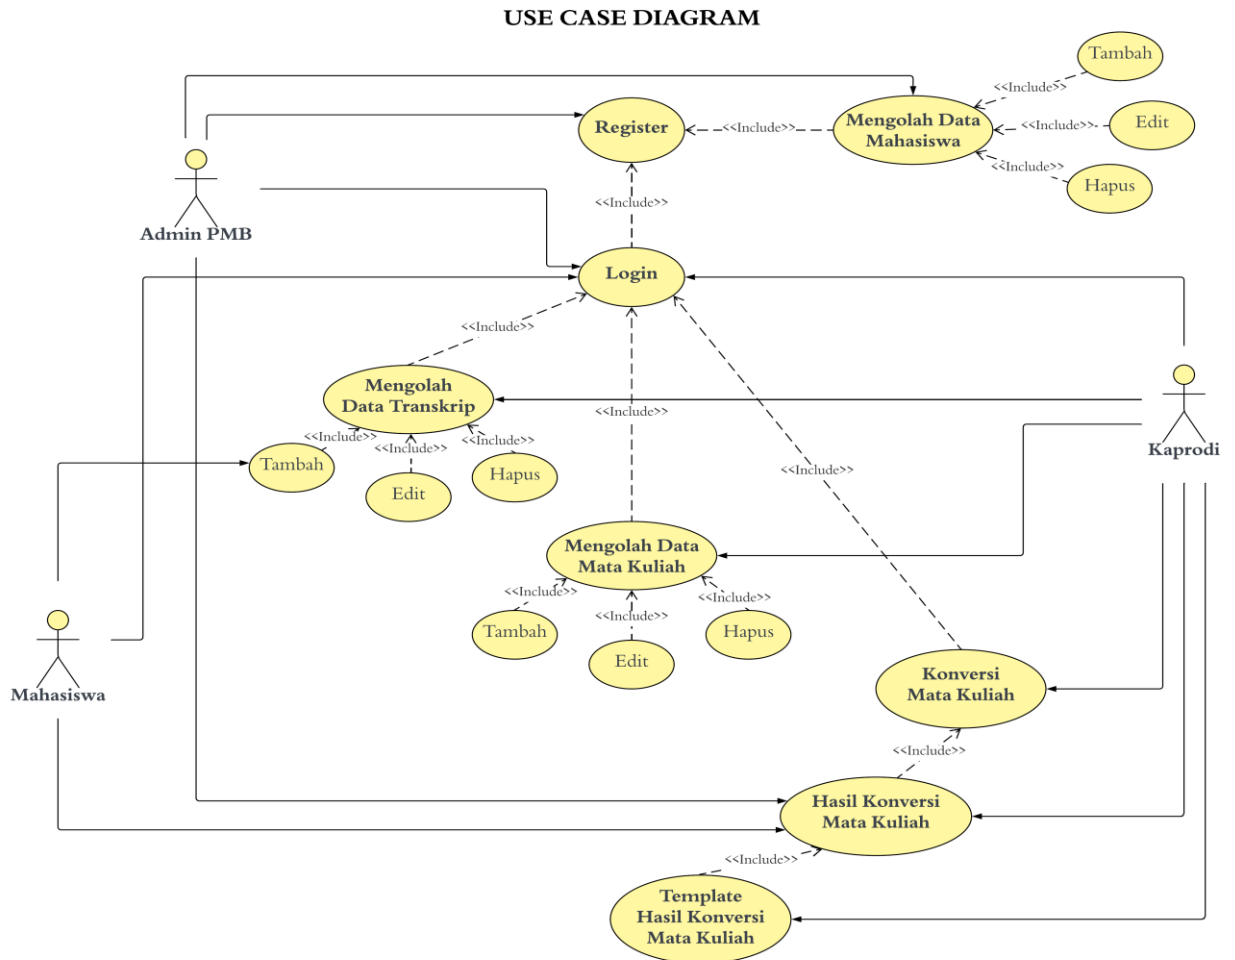 USE CASE DIAGRAM
Tambah
<<Include>>
Register
<<Include>>
Mengolah Data
Mahasiswa
<<Include>>
Edit
<<Include>>
Hapus
Admin PMB
<<Include>>
Login
<<Include>>
Mengolah
Data Transkrip
<<Include>>
<<Include>>
<<Include>>
<<Include>>
Tambah
Edit
Hapus
Kaprodi
<<Include>>
Mengolah Data
Mata Kuliah
<<Include>>
<<Include>>
<<Include>>
Tambah
Edit
Hapus
Mahasiswa
Konversi
Mata Kuliah
<<Include>>
Hasil Konversi
Mata Kuliah
<<Include>>
Template
Hasil Konversi
Mata Kuliah